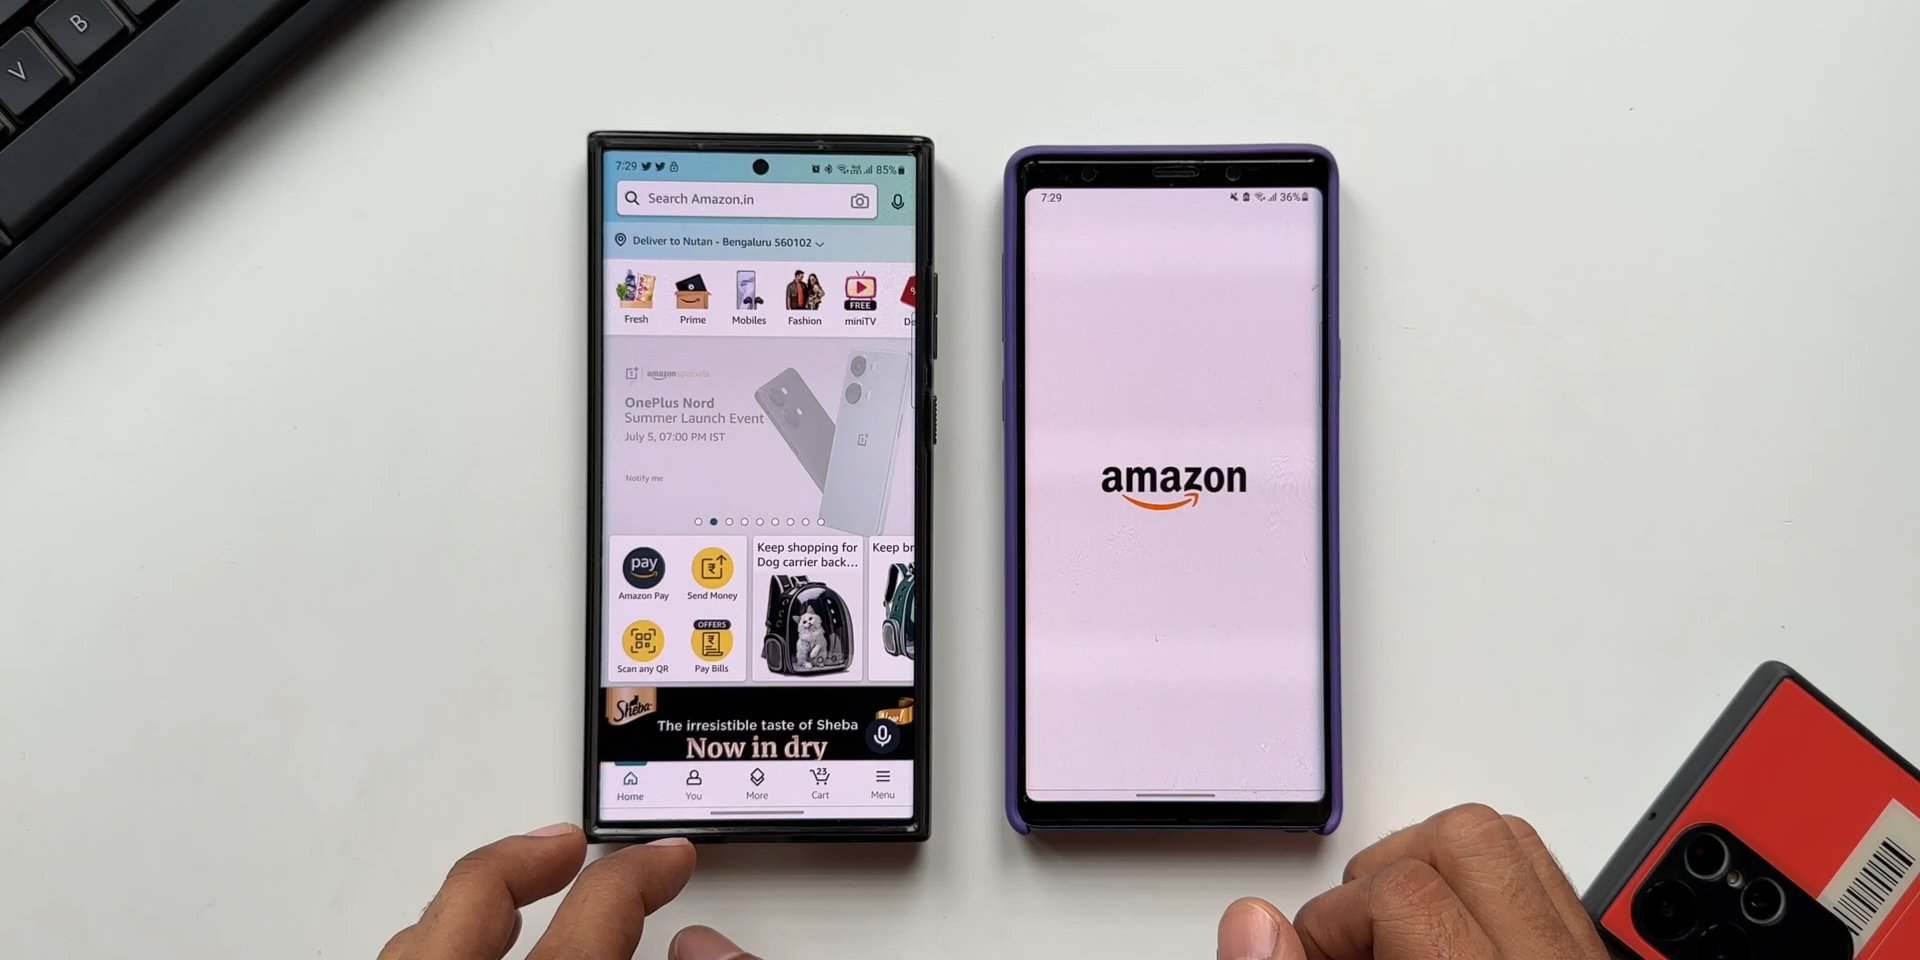 B
V
7:29
85%
Search Amazon.in
Deliver to Nutan - Bengaluru 560102
FREE
Fresh
Prime
Mobiles
Fashion
miniTV
De
amazonspecials
OnePlus Nord
Summer Launch Event
July 5, 07:00 PM IST
Notify me
pay
Amazon Pay
Send Money
OFFERS
Scan any QR
Pay Bills
Keep shopping for
Dog carrier back...
Keep br
Sheba
The irresistible taste of Sheba
Now in dry
23
Home
You
More
Cart
Menu
7:29
36%
amazon